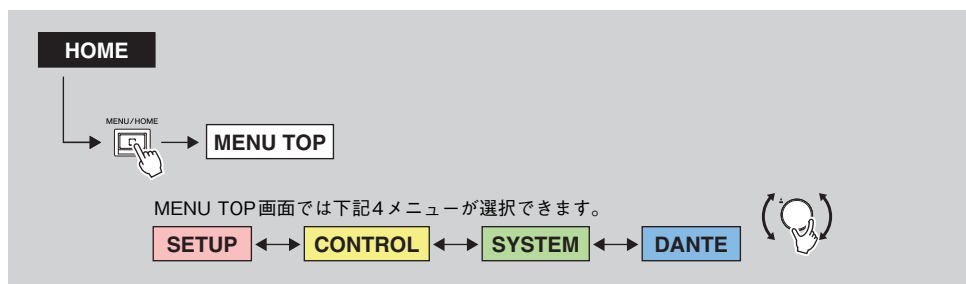 HOME
MENU/HOME
MENU TOP
MENU TOP画面では下記4メニューが選択できます。
SETUP CONTROL SYSTEM DANTE